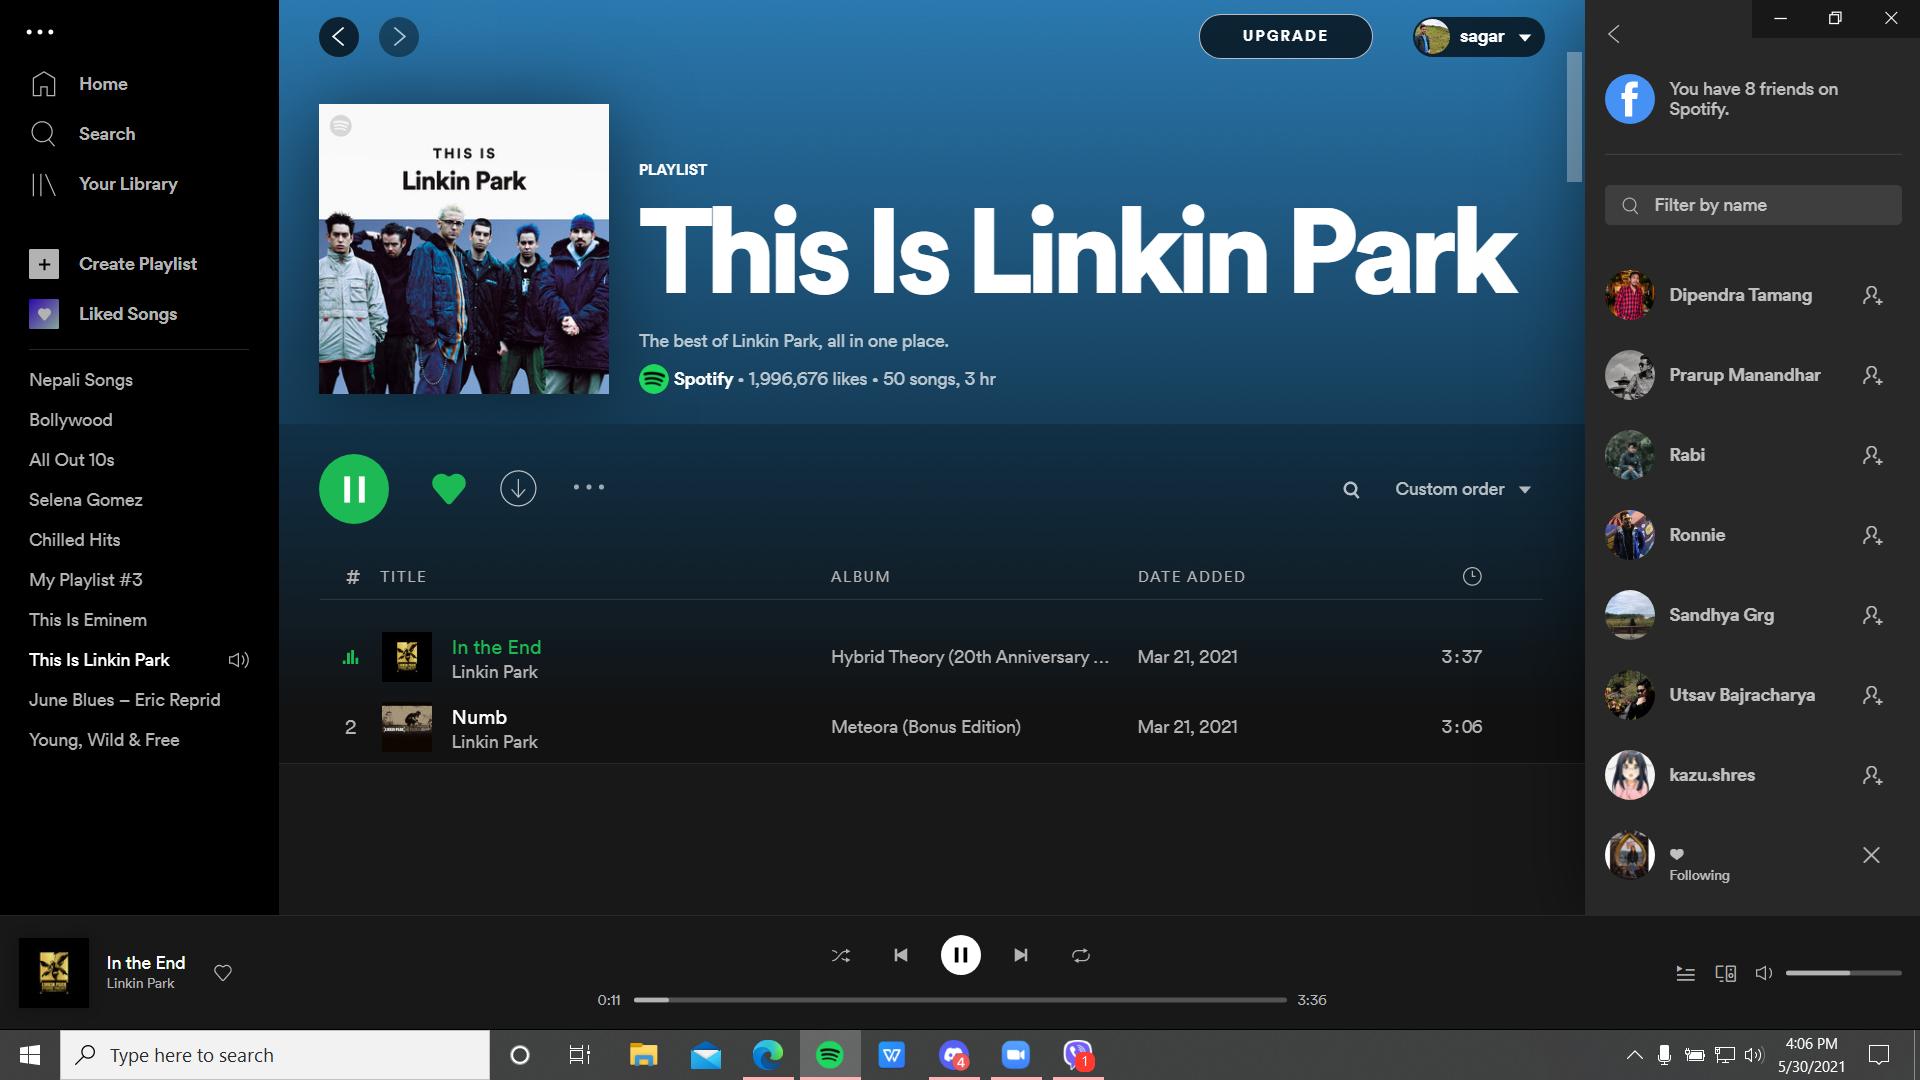 Home
Search
Your Library
Create Playlist
Liked Songs
Nepali Songs
Bollywood
All Out 10s
Selena Gomez
Chilled Hits
My Playlist #3
This Is Eminem
This Is Linkin Park
June Blues – Eric Reprid
Young, Wild & Free
UPGRADE
sagar
THIS IS
Linkin Park
PLAYLIST
This Is Linkin Park
The best of Linkin Park, all in one place.
Spotify • 1,996,676 likes • 50 songs, 3 hr
Custom order
# TITLE ALBUM DATE ADDED
In the End Hybrid Theory (20th Anniversary ... Mar 21, 2021 3:37
Linkin Park
2 Numb Meteora (Bonus Edition) Mar 21, 2021 3:06
Linkin Park
You have 8 friends on
Spotify.
Filter by name
Dipendra Tamang
Prarup Manandhar
Rabi
Ronnie
Sandhya Grg
Utsav Bajracharya
kazu.shres
Following
In the End
Linkin Park
0:11 3:36
Type here to search
4
1
4:06 PM
5/30/2021